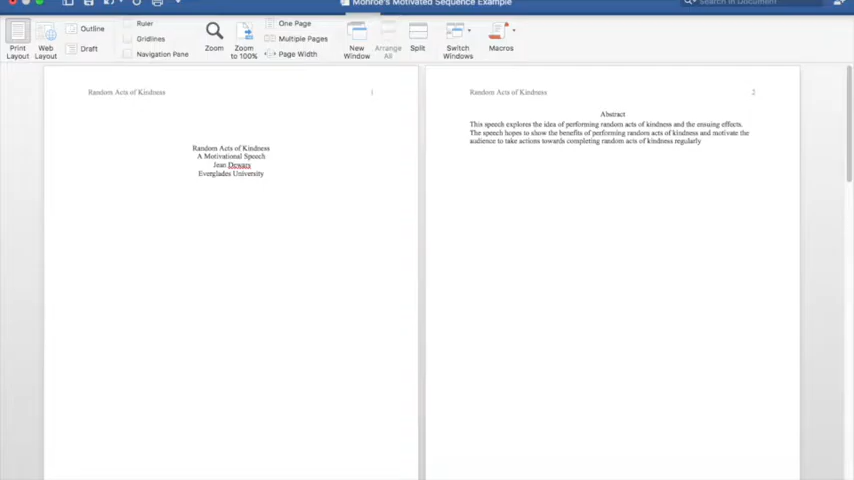 Monroe's Motivated Sequence Example
Search in Document
Print Layout
Web Layout
Outline
Draft
Ruler
Gridlines
Navigation Pane
Zoom
Zoom to 100%
One Page
Multiple Pages
Page Width
New Window
Arrange All
Split
Switch Windows
Macros
Random Acts of Kindness 1
Random Acts of Kindness
A Motivational Speech
Jean Dewars
Everglades University
Random Acts of Kindness 2
Abstract
This speech explores the idea of performing random acts of kindness and the ensuing effects.
The speech hopes to show the benefits of performing random acts of kindness and motivate the
audience to take actions towards completing random acts of kindness regularly